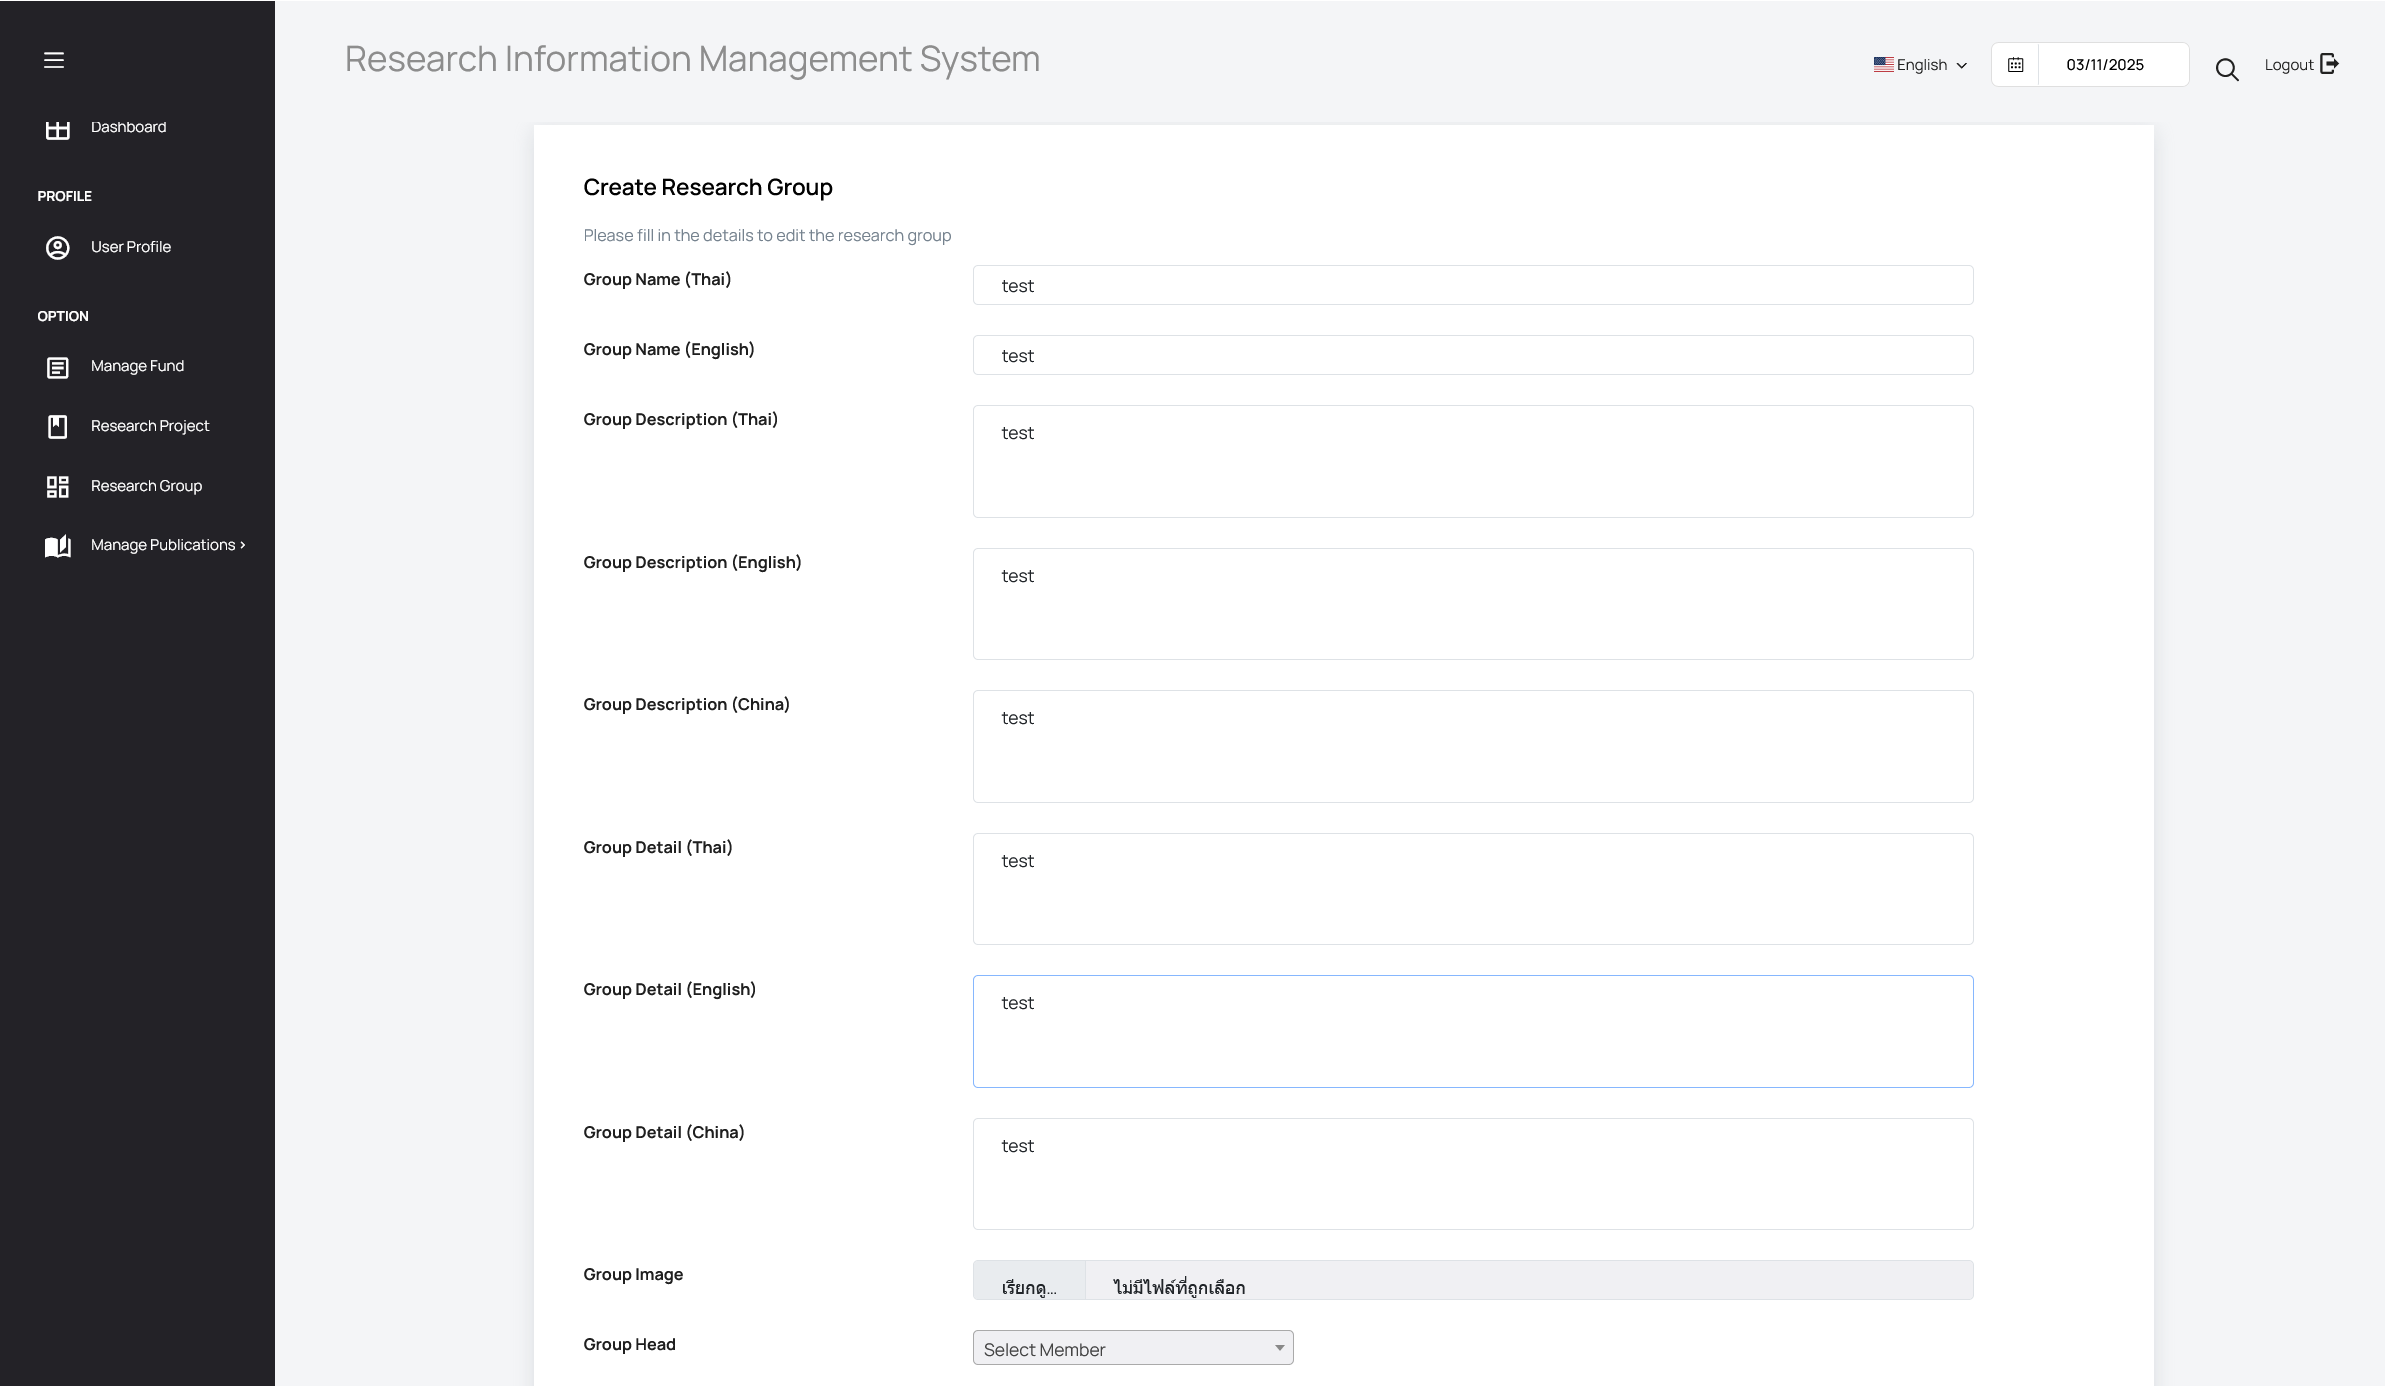 Research Information Management System
English
03/11/2025
Logout
Dashboard
PROFILE
User Profile
OPTION
Manage Fund
Research Project
Research Group
Manage Publications
Create Research Group
Please fill in the details to edit the research group
Group Name (Thai)
test
Group Name (English)
test
Group Description (Thai)
test
Group Description (English)
test
Group Description (China)
test
Group Detail (Thai)
test
Group Detail (English)
test
Group Detail (China)
test
Group Image
เรียกดู... ไม่มีไฟล์ที่ถูกเลือก
Group Head
Select Member